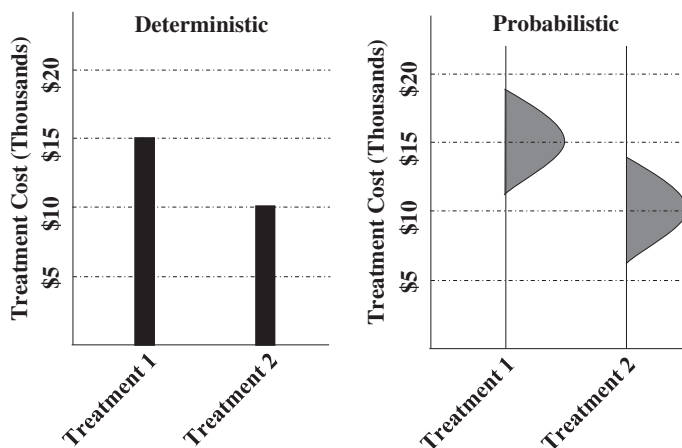 Deterministic
Treatment Cost (Thousands)
$20
$15
$10
$5
Treatment 1
Treatment 2
Probabilistic
Treatment Cost (Thousands)
$20
$15
$10
$5
Treatment 1
Treatment 2